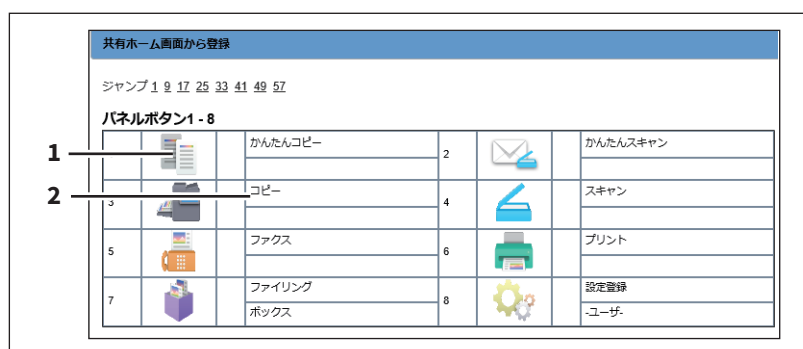 共有ホーム画面から登録
ジャンプ 1 9 17 25 33 41 49 57
パネルボタン1 - 8
1
かんたんコピー
2
かんたんスキャン
2
3
コピー
4
スキャン
5
ファクス
6
プリント
7
ファイリング
ボックス
8
設定登録
-ユーザ-